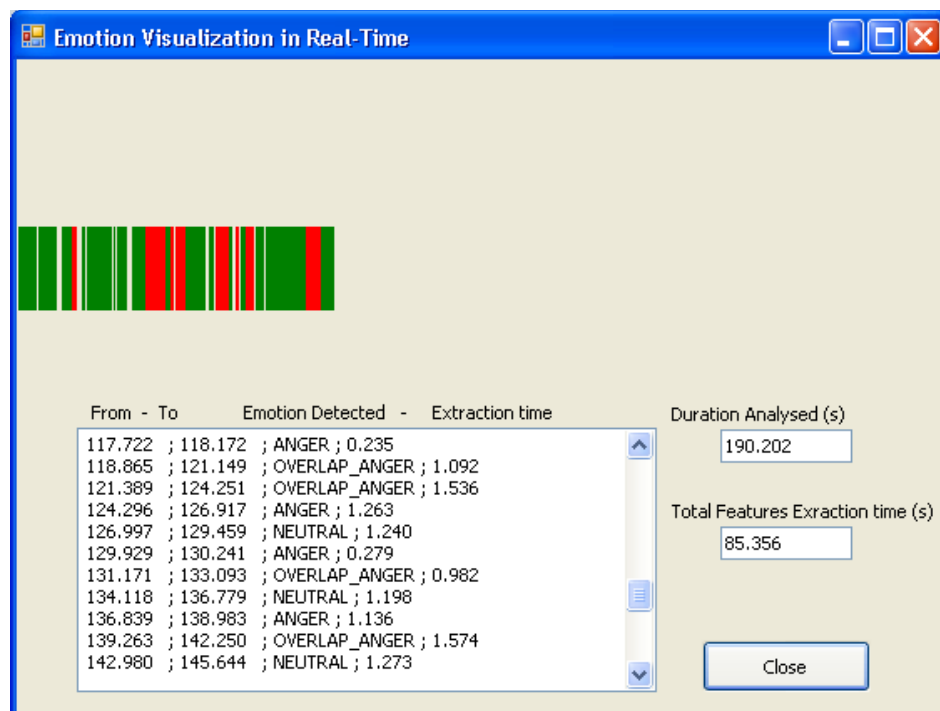 Emotion Visualization in Real-Time
From - To Emotion Detected - Extraction time
117.722 ; 118.172 ; ANGER ; 0.235
118.865 ; 121.149 ; OVERLAP_ANGER ; 1.092
121.389 ; 124.251 ; OVERLAP_ANGER ; 1.536
124.296 ; 126.917 ; ANGER ; 1.263
126.997 ; 129.459 ; NEUTRAL ; 1.240
129.929 ; 130.241 ; ANGER ; 0.279
131.171 ; 133.093 ; OVERLAP_ANGER ; 0.982
134.118 ; 136.779 ; NEUTRAL ; 1.198
136.839 ; 138.983 ; ANGER ; 1.136
139.263 ; 142.250 ; OVERLAP_ANGER ; 1.574
142.980 ; 145.644 ; NEUTRAL ; 1.273
Duration Analysed (s)
190.202
Total Features Exraction time (s)
85.356
Close